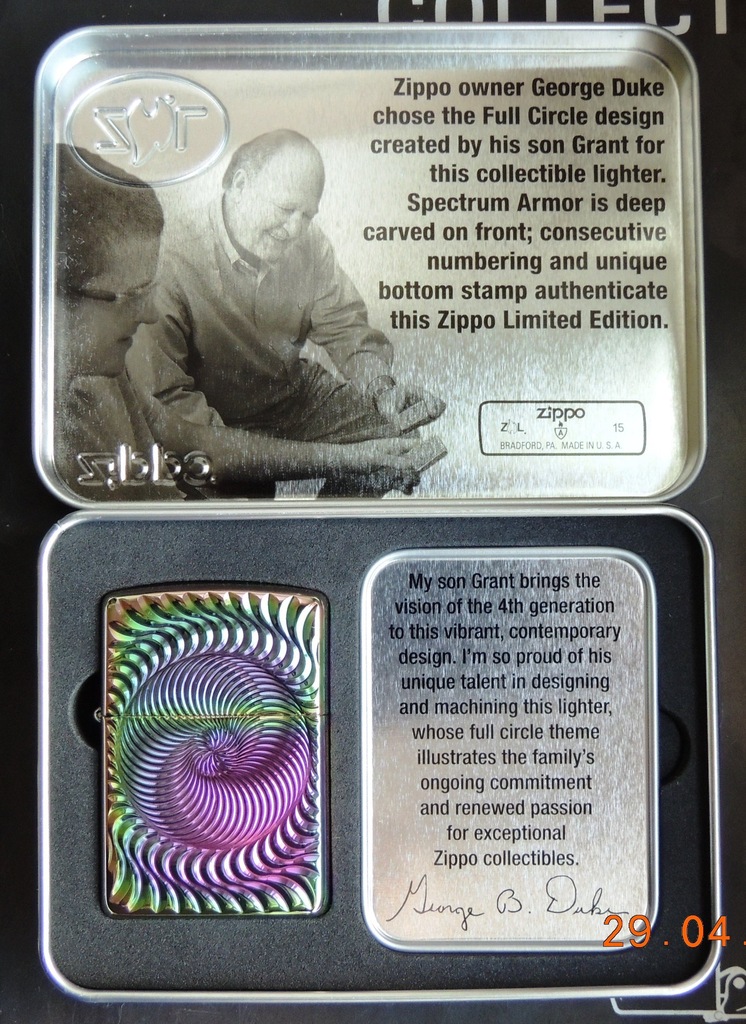 COLLECT
Zippo owner George Duke
chose the Full Circle design
created by his son Grant for
this collectible lighter.
Spectrum Armor is deep
carved on front; consecutive
numbering and unique
bottom stamp authenticate
this Zippo Limited Edition.
zippo
Z L 15
BRADFORD, PA. MADE IN U.S.A.
zippo
My son Grant brings the
vision of the 4th generation
to this vibrant, contemporary
design. I'm so proud of his
unique talent in designing
and machining this lighter,
whose full circle theme
illustrates the family's
ongoing commitment
and renewed passion
for exceptional
Zippo collectibles.
George B. Duke
29.04.